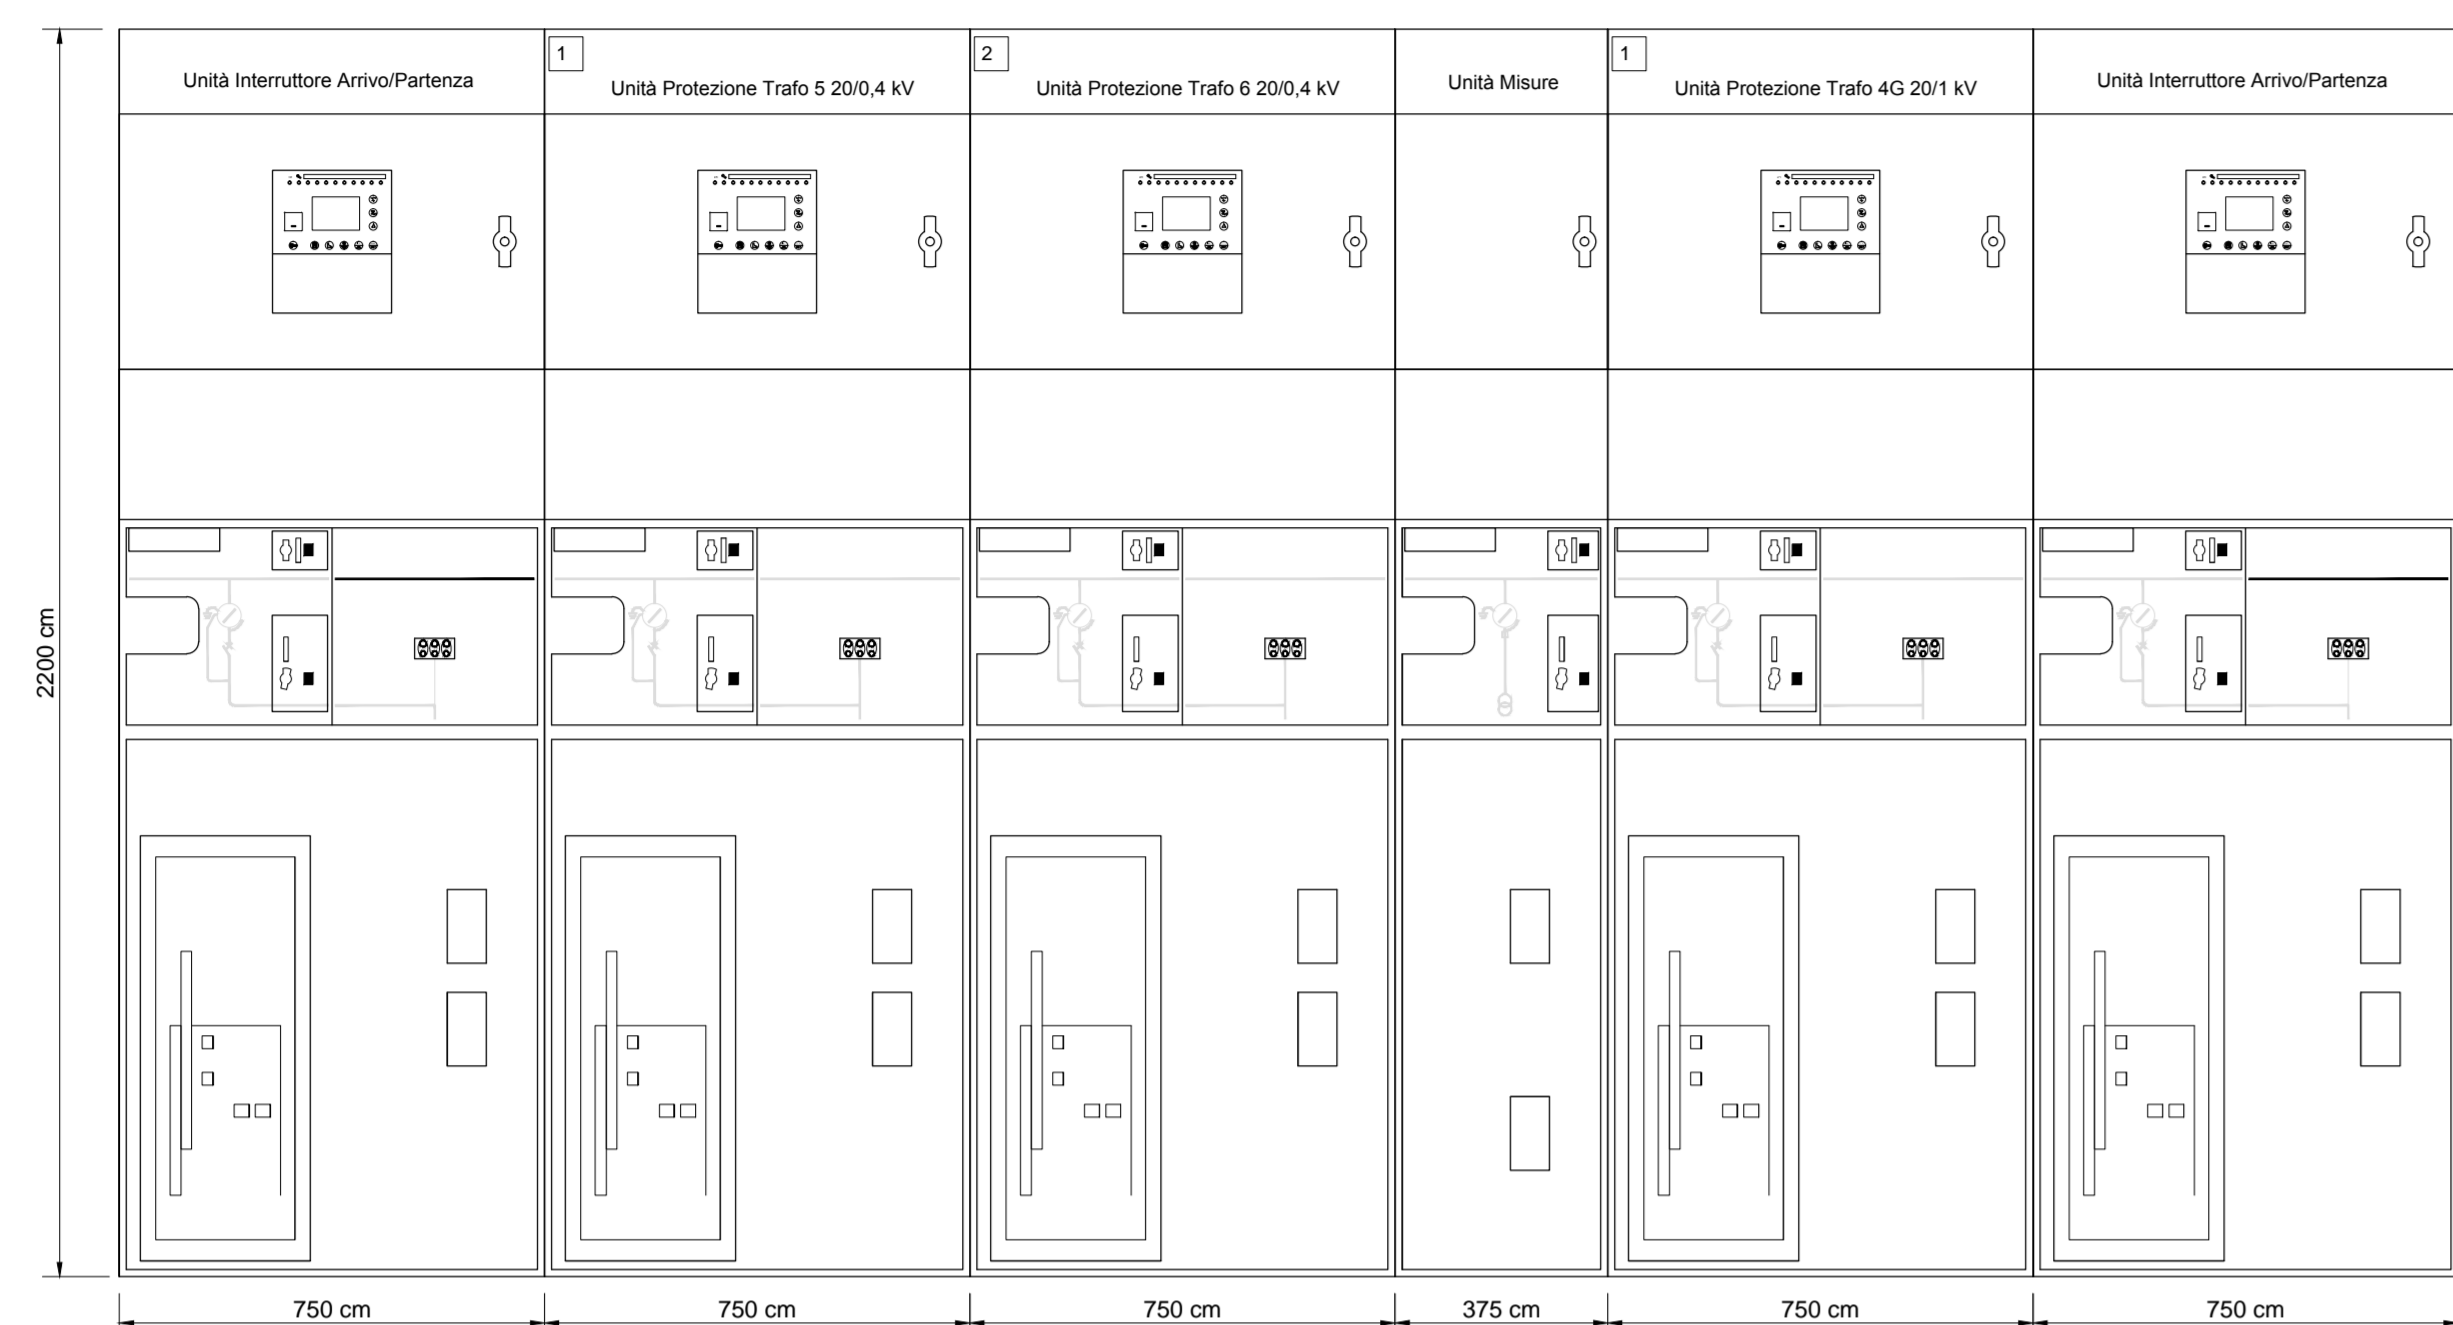 Unità Interruttore Arrivo/Partenza
1
Unità Protezione Trafo 5 20/0,4 kV
2
Unità Protezione Trafo 6 20/0,4 kV
Unità Misure
1
Unità Protezione Trafo 4G 20/1 kV
Unità Interruttore Arrivo/Partenza
2200 cm
750 cm
750 cm
750 cm
375 cm
750 cm
750 cm